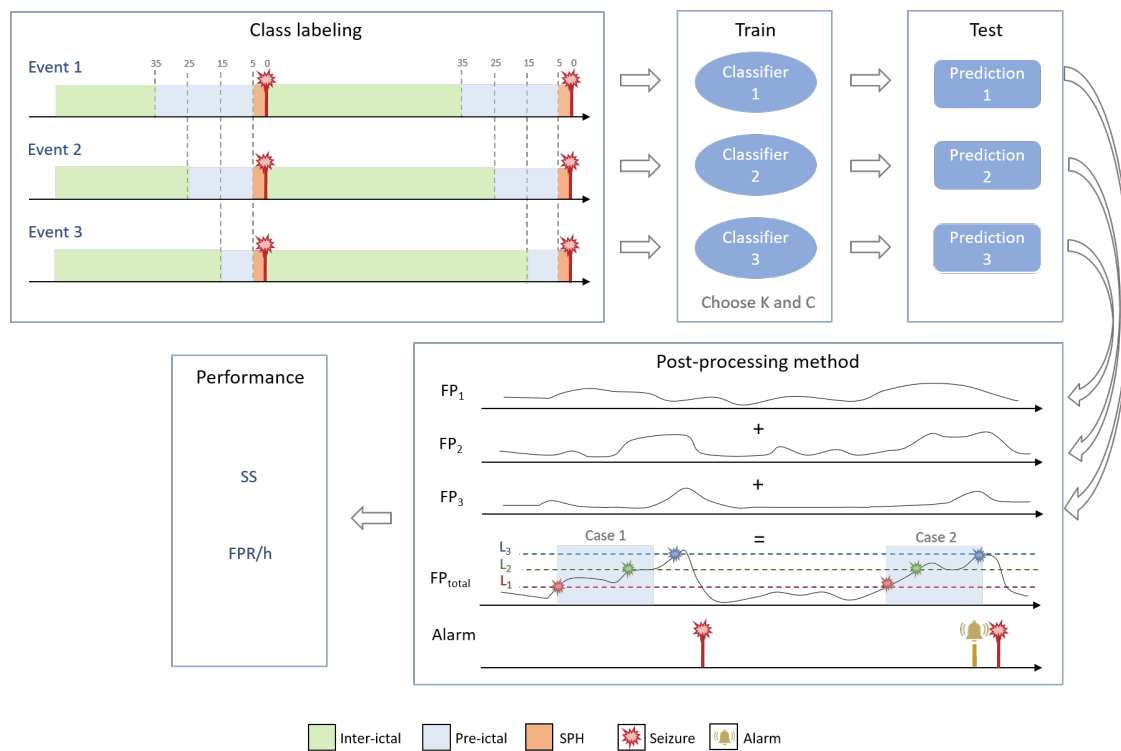 Class labeling
Event 1
35 25 15 5 0 35 25 15 5 0
Event 2
Event 3
Train
Classifier
1
Classifier
2
Classifier
3
Choose K and C
Test
Prediction
1
Prediction
2
Prediction
3
Performance
SS
FPR/h
Post-processing method
FP1
+
FP2
+
FP3
=
Case 1
Case 2
L3
L2
L1
FPtotal
Alarm
Inter-ictal
Pre-ictal
SPH
Seizure
Alarm